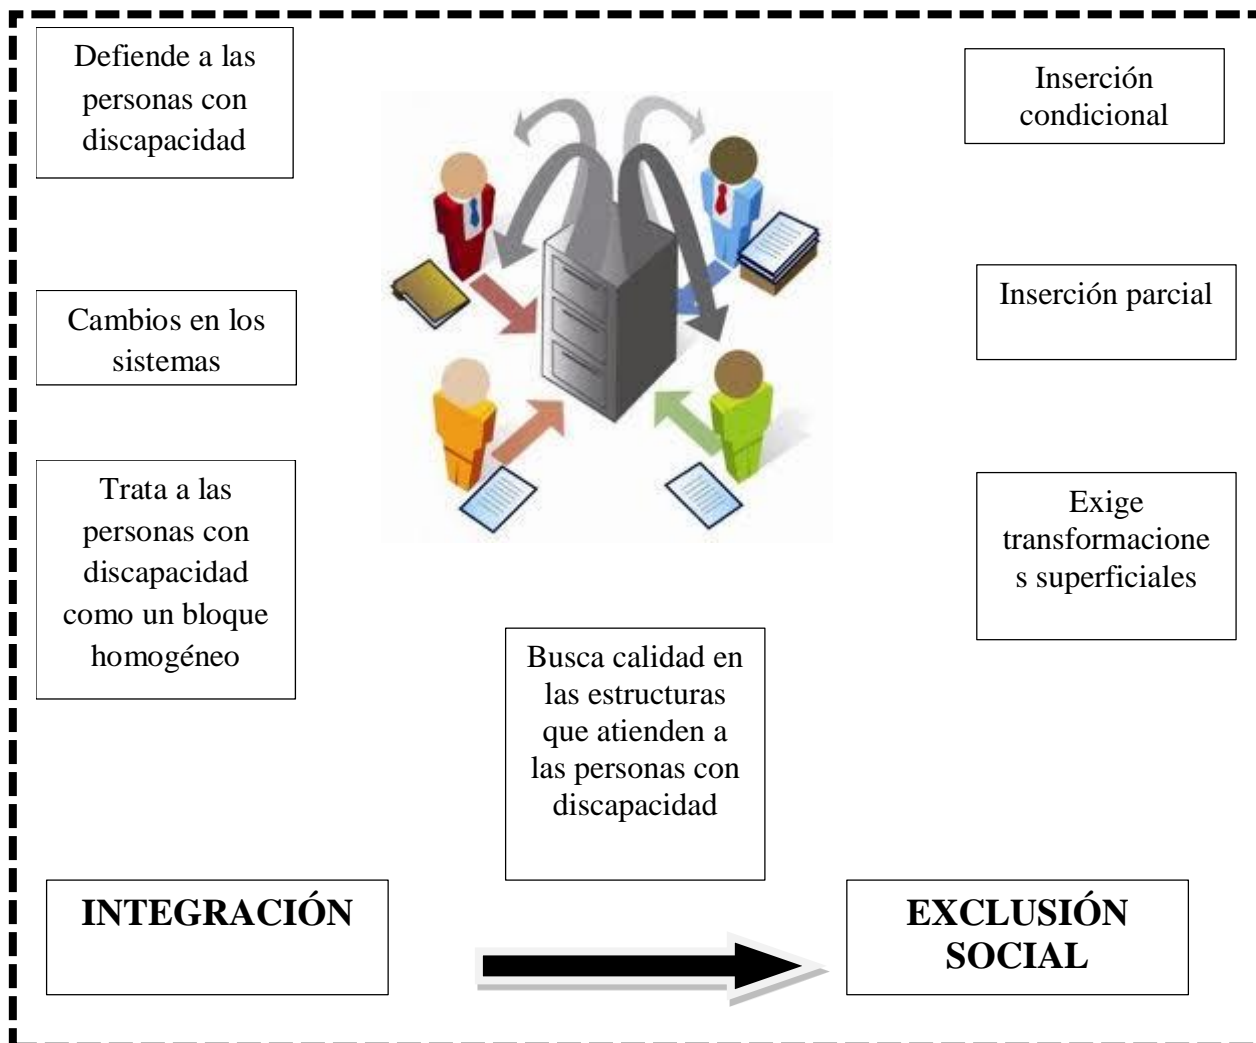 Defiende a las
personas con
discapacidad
Inserción
condicional
Cambios en los
sistemas
Inserción parcial
Trata a las
personas con
discapacidad
como un bloque
homogéneo
Exige
transformacione
s superficiales
Busca calidad en
las estructuras
que atienden a
las personas con
discapacidad
INTEGRACIÓN
EXCLUSIÓN
SOCIAL